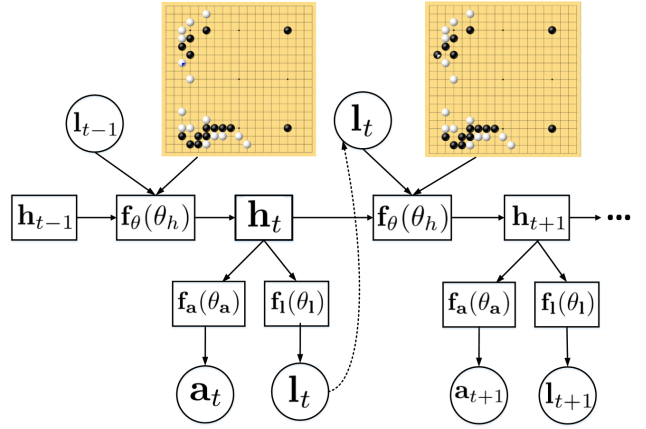 l_{t-1}
l_t
h_{t-1}
f_θ(θ_h)
h_t
f_θ(θ_h)
h_{t+1}
...
f_a(θ_a)
f_l(θ_l)
f_a(θ_a)
f_l(θ_l)
a_t
l_t
a_{t+1}
l_{t+1}